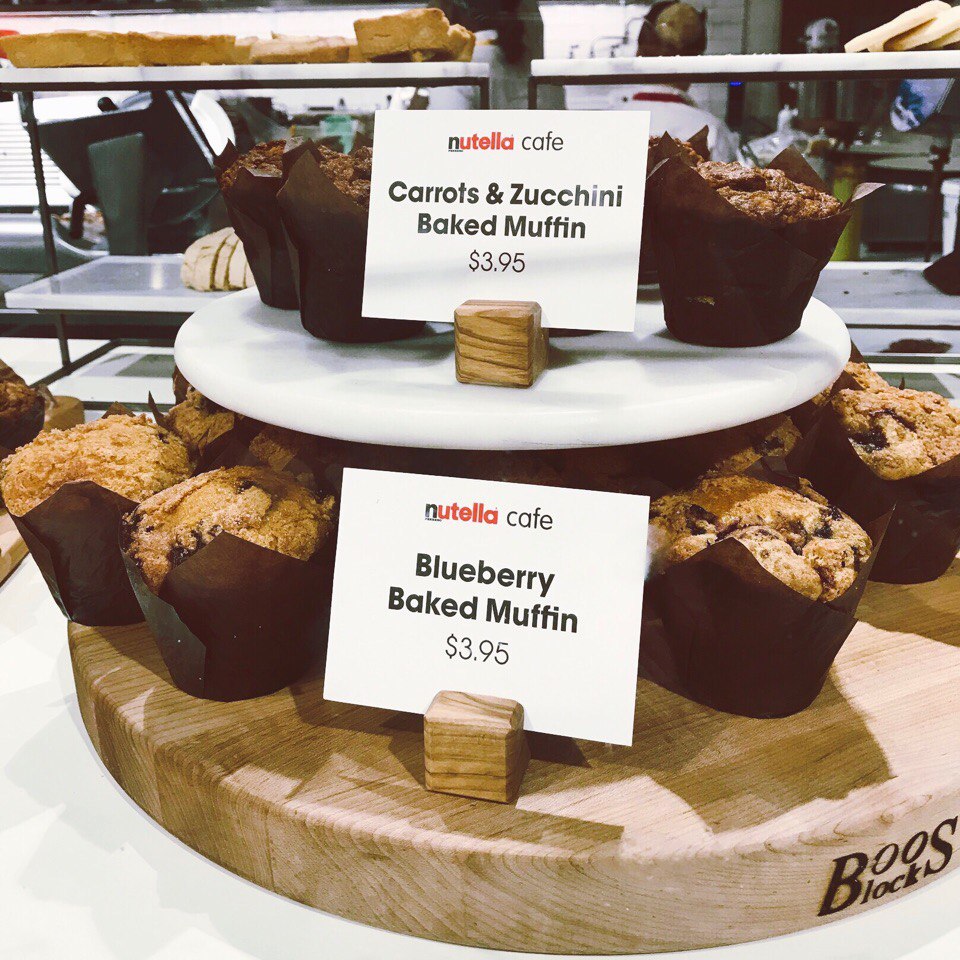 nutella cafe
Carrots & Zucchini
Baked Muffin
$3.95
nutella cafe
Blueberry
Baked Muffin
$3.95
BOOS
Block